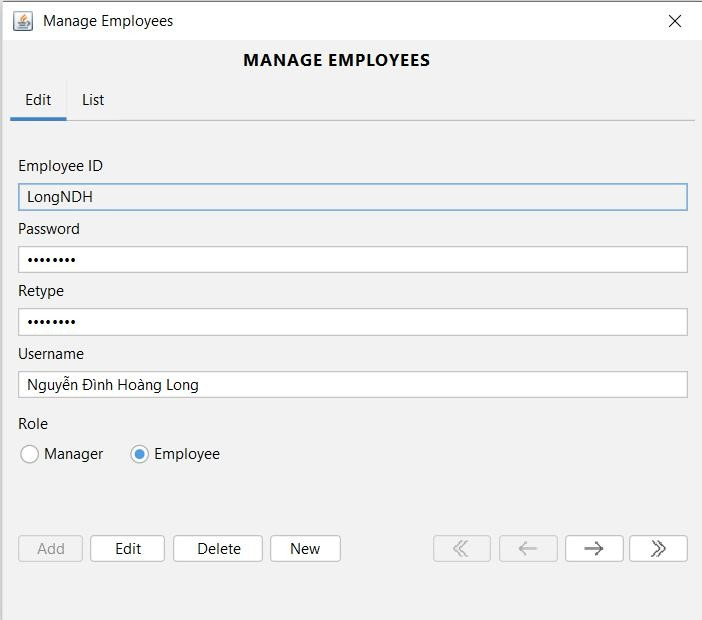 Manage Employees
MANAGE EMPLOYEES
Edit List
Employee ID
LongNDH
Password
••••••••
Retype
••••••••
Username
Nguyễn Đình Hoàng Long
Role
Manager Employee
Add Edit Delete New